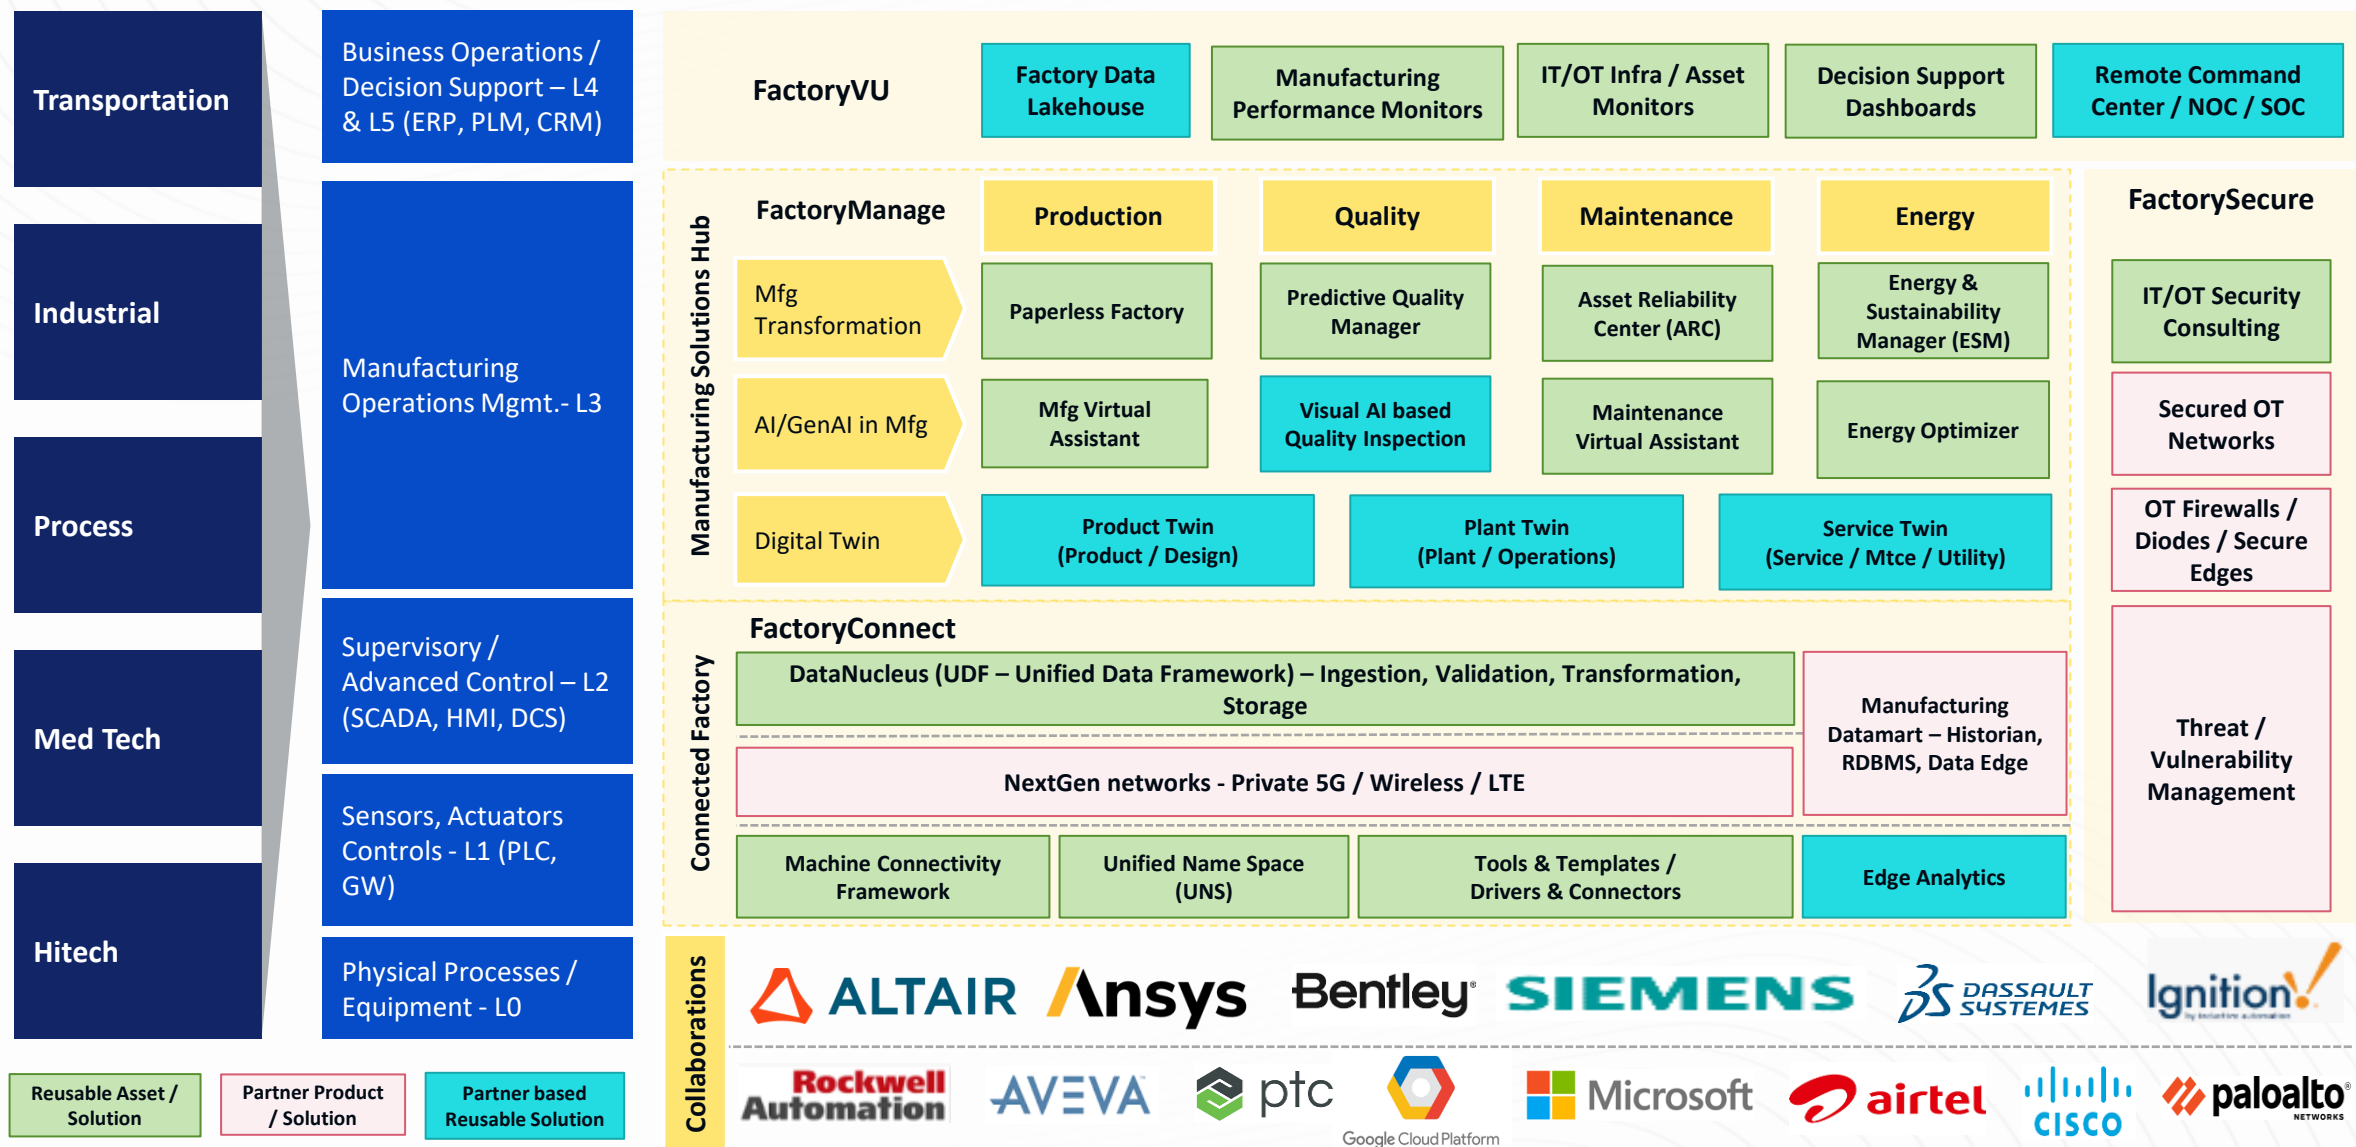 Transportation
Industrial
Process
Med Tech
Hitech
Business Operations /
Decision Support – L4
& L5 (ERP, PLM, CRM)
Manufacturing
Operations Mgmt.- L3
Supervisory /
Advanced Control – L2
(SCADA, HMI, DCS)
Sensors, Actuators
Controls - L1 (PLC,
GW)
Physical Processes /
Equipment - L0
FactoryVU
Factory Data
Lakehouse
Manufacturing
Performance Monitors
IT/OT Infra / Asset
Monitors
Decision Support
Dashboards
Remote Command
Center / NOC / SOC
Manufacturing Solutions Hub
FactoryManage
Production
Quality
Maintenance
Energy
Mfg
Transformation
Paperless Factory
Predictive Quality
Manager
Asset Reliability
Center (ARC)
Energy &
Sustainability
Manager (ESM)
AI/GenAI in Mfg
Mfg Virtual
Assistant
Visual AI based
Quality Inspection
Maintenance
Virtual Assistant
Energy Optimizer
Digital Twin
Product Twin
(Product / Design)
Plant Twin
(Plant / Operations)
Service Twin
(Service / Mtce / Utility)
FactorySecure
IT/OT Security
Consulting
Secured OT
Networks
OT Firewalls /
Diodes / Secure
Edges
Threat /
Vulnerability
Management
Connected Factory
FactoryConnect
DataNucleus (UDF – Unified Data Framework) – Ingestion, Validation, Transformation,
Storage
Manufacturing
Datamart – Historian,
RDBMS, Data Edge
NextGen networks - Private 5G / Wireless / LTE
Machine Connectivity
Framework
Unified Name Space
(UNS)
Tools & Templates /
Drivers & Connectors
Edge Analytics
Collaborations
ALTAIR
Ansys
Bentley®
SIEMENS
DASSAULT
SYSTEMES
Ignition!
by inductive automation
Rockwell
Automation
AVEVA
ptc
Google Cloud Platform
Microsoft
airtel
CISCO
paloalto®
NETWORKS
Reusable Asset /
Solution
Partner Product
/ Solution
Partner based
Reusable Solution